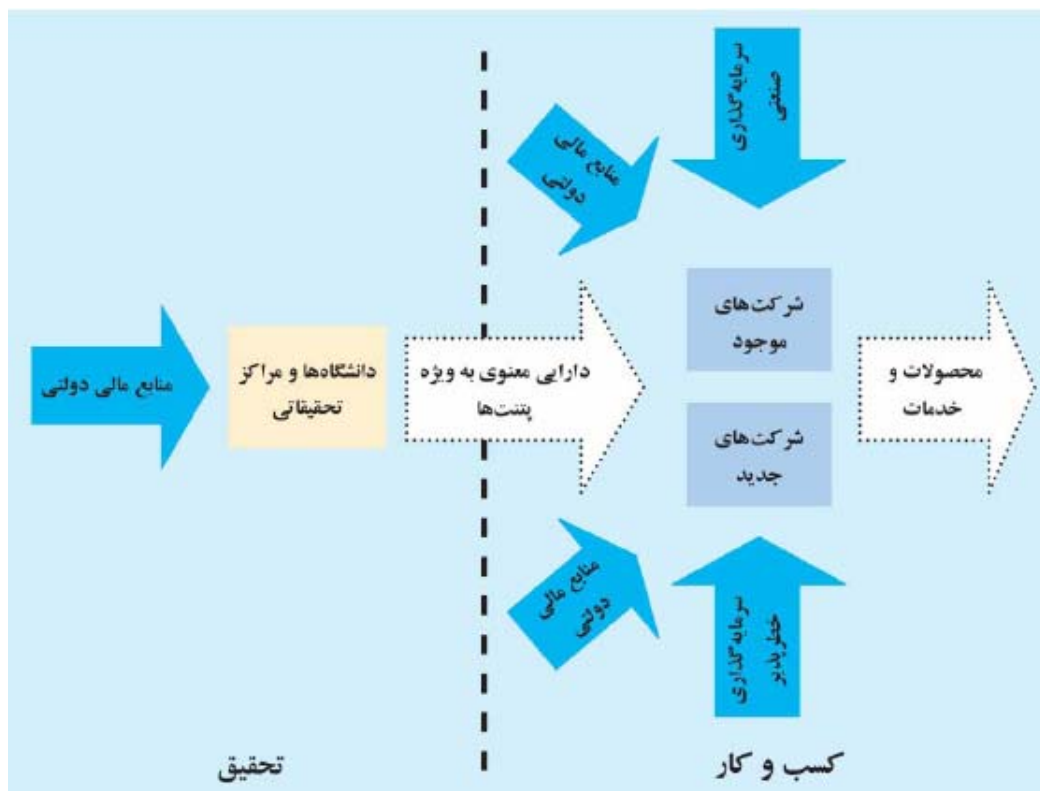 سرمایه‌گذاری
صنعتی
منابع مالی
دولتی
شرکت‌های
موجود
منابع مالی دولتی
دانشگاه‌ها و مراکز
تحقیقاتی
دارایی معنوی به ویژه
پتنت‌ها
محصولات و
خدمات
شرکت‌های
جدید
منابع مالی
دولتی
سرمایه‌گذاری
خطرپذیر
تحقیق
کسب و کار